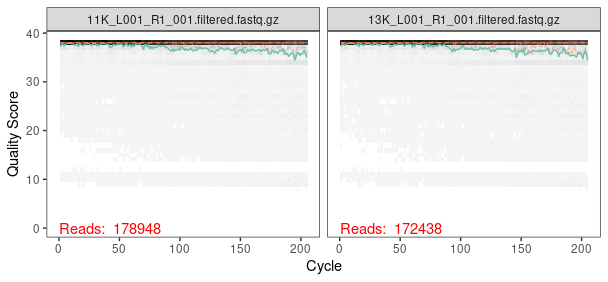 11K_L001_R1_001.filtered.fastq.gz 13K_L001_R1_001.filtered.fastq.gz
40
30
20
10
0
Quality Score
Reads: 178948 Reads: 172438
0 50 100 150 200 0 50 100 150 200
Cycle